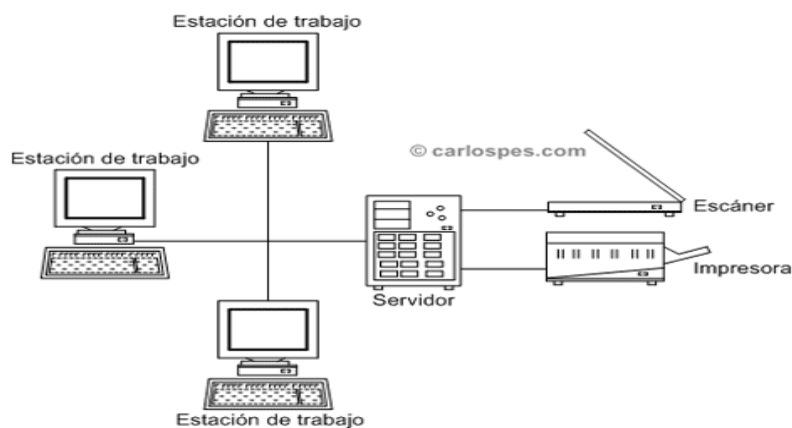 Estación de trabajo
© carlospes.com
Estación de trabajo
Escáner
Impresora
Servidor
Estación de trabajo